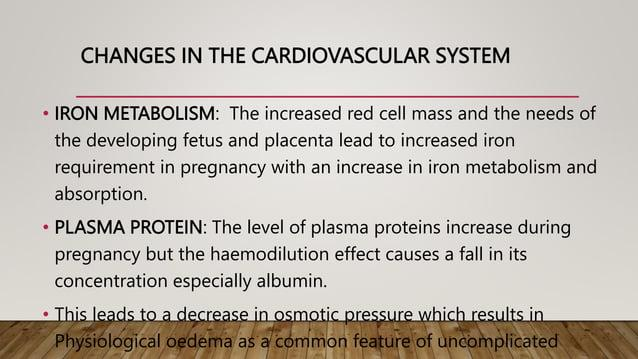 CHANGES IN THE CARDIOVASCULAR SYSTEM
• IRON METABOLISM: The increased red cell mass and the needs of
the developing fetus and placenta lead to increased iron
requirement in pregnancy with an increase in iron metabolism and
absorption.
• PLASMA PROTEIN: The level of plasma proteins increase during
pregnancy but the haemodilution effect causes a fall in its
concentration especially albumin.
• This leads to a decrease in osmotic pressure which results in
Physiological oedema as a common feature of uncomplicated